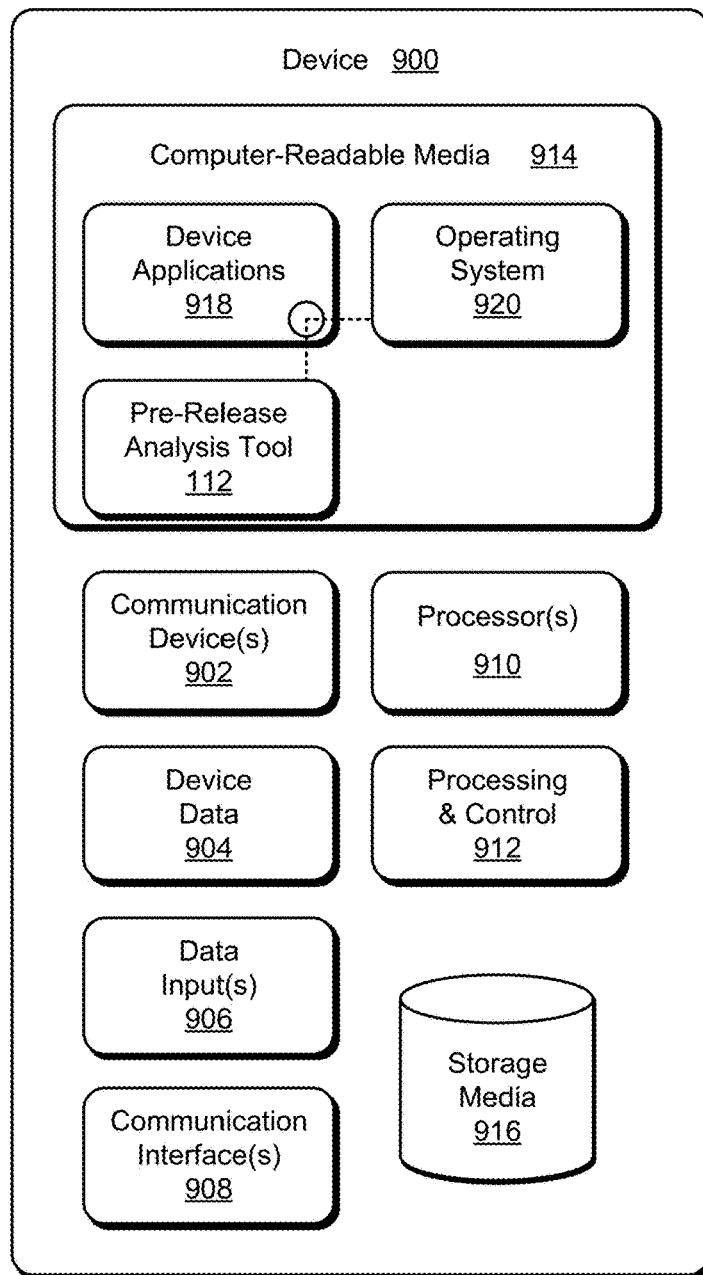 Device 900
Computer-Readable Media 914
Device
Applications
918
Operating
System
920
Pre-Release
Analysis Tool
112
Communication
Device(s)
902
Processor(s)
910
Device
Data
904
Processing
& Control
912
Data
Input(s)
906
Storage
Media
916
Communication
Interface(s)
908